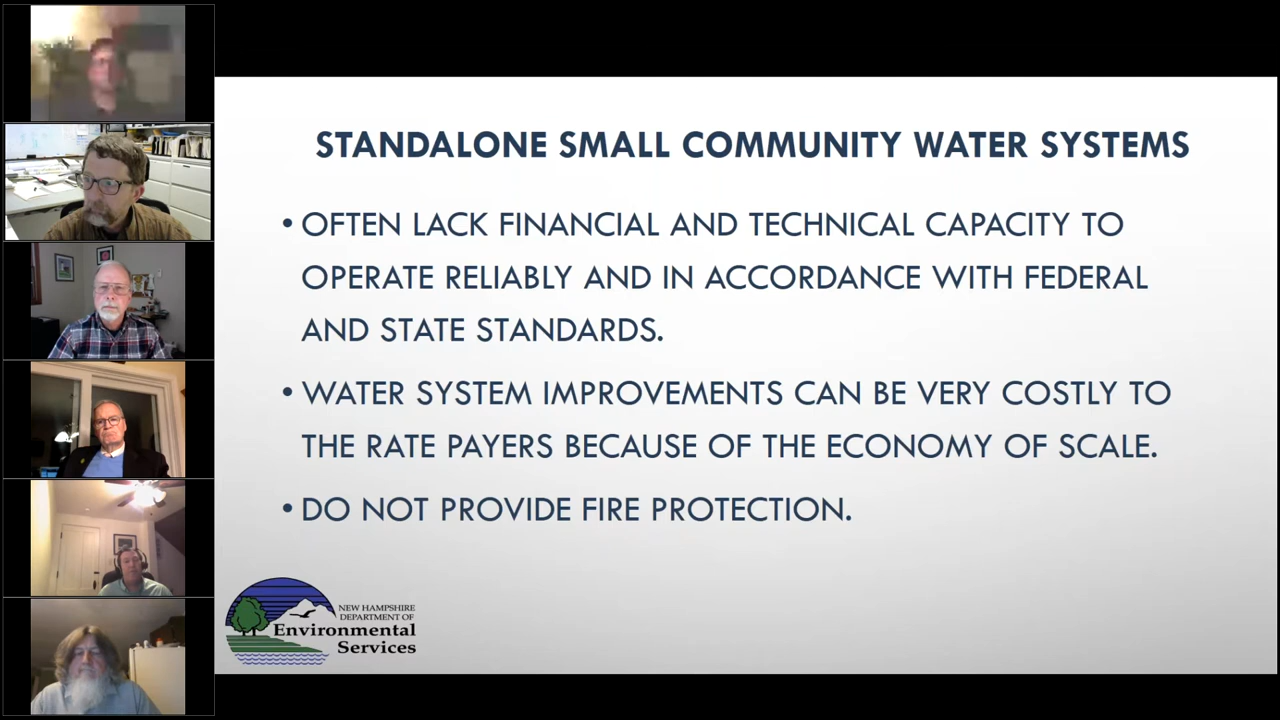 STANDALONE SMALL COMMUNITY WATER SYSTEMS
• OFTEN LACK FINANCIAL AND TECHNICAL CAPACITY TO
OPERATE RELIABLY AND IN ACCORDANCE WITH FEDERAL
AND STATE STANDARDS.
• WATER SYSTEM IMPROVEMENTS CAN BE VERY COSTLY TO
THE RATE PAYERS BECAUSE OF THE ECONOMY OF SCALE.
• DO NOT PROVIDE FIRE PROTECTION.
NEW HAMPSHIRE
DEPARTMENT OF
Environmental
Services